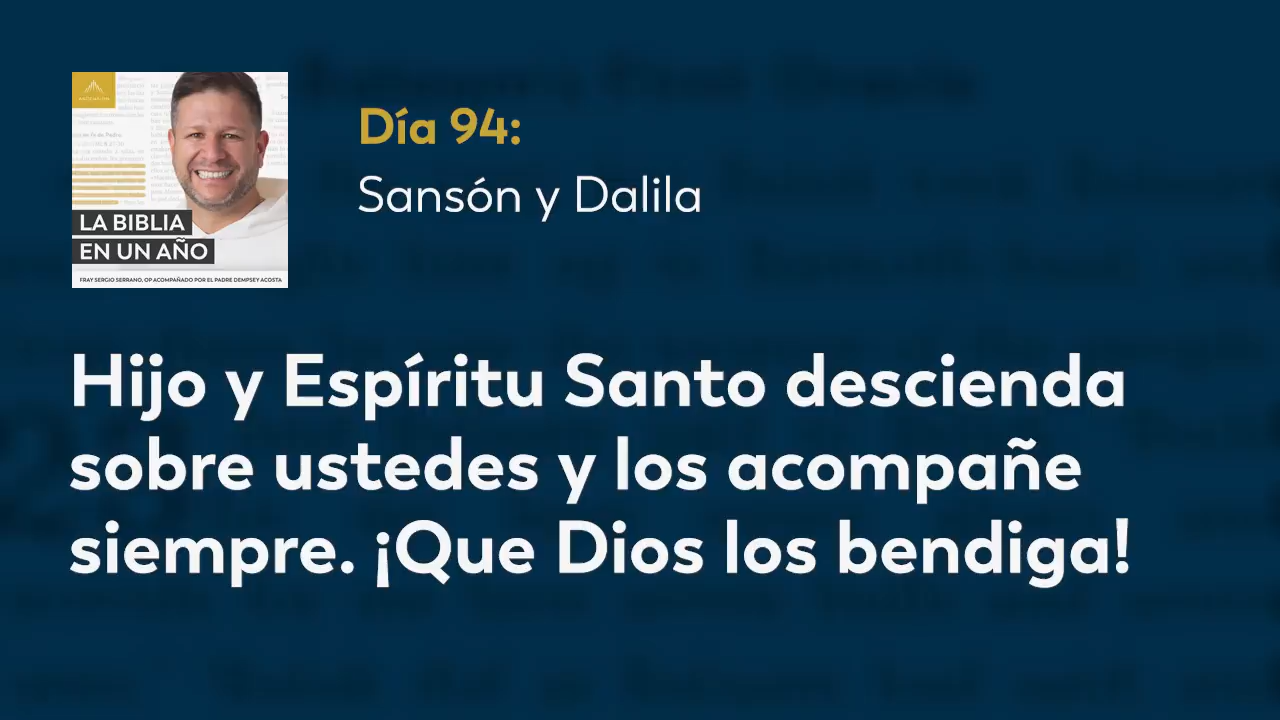 Día 94:
Sansón y Dalila
LA BIBLIA
EN UN AÑO
FRAY SERGIO SERRANO, OP ACOMPAÑADO POR EL PADRE DEMPSEY ACOSTA
Hijo y Espíritu Santo descienda
sobre ustedes y los acompañe
siempre. ¡Que Dios los bendiga!